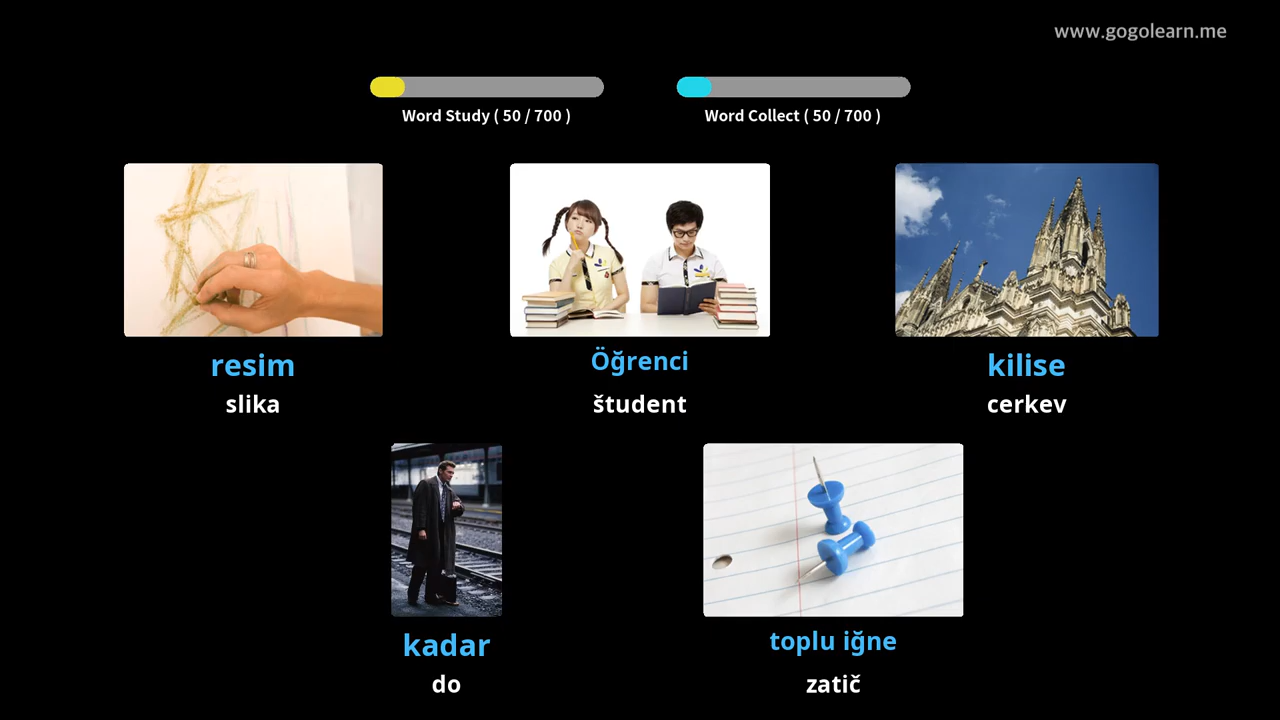 www.gogolearn.me
Word Study ( 50 / 700 )
Word Collect ( 50 / 700 )
resim
Öğrenci
kilise
slika
študent
cerkev
kadar
toplu iğne
do
zatič